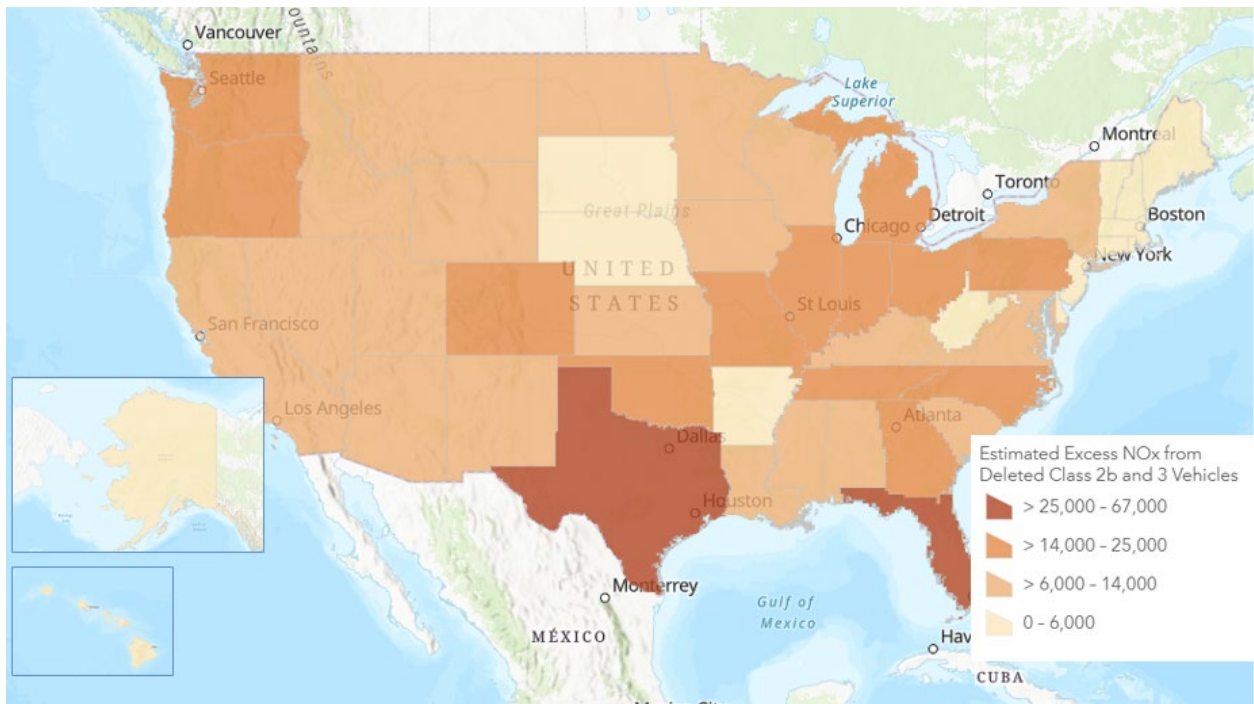 Vancouver
ountains
Seattle
Lake
Superior
Montreal
Toronto
Great Plains
Chicago
Detroit
Boston
New York
UNITED
STATES
St Louis
San Francisco
Los Angeles
Atlanta
Dallas
Houston
Estimated Excess NOx from
Deleted Class 2b and 3 Vehicles
> 25,000 - 67,000
> 14,000 - 25,000
> 6,000 - 14,000
0 - 6,000
Monterrey
Gulf of
Mexico
MÉXICO
Hav
CUBA